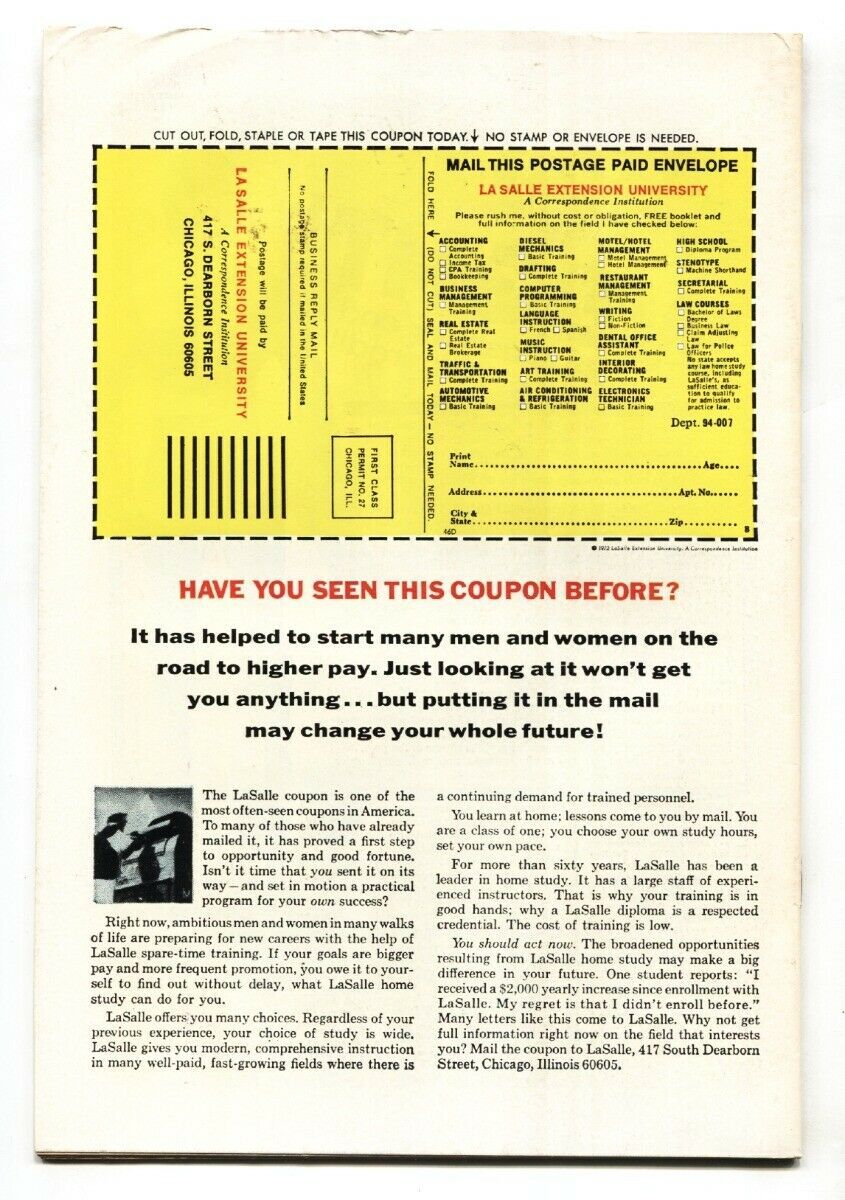 CUT OUT, FOLD, STAPLE OR TAPE THIS COUPON TODAY. NO STAMP OR ENVELOPE IS NEEDED.
BUSINESS REPLY MAIL
No postage stamp required if mailed in the United States
Postage will be paid by
LA SALLE EXTENSION UNIVERSITY
A Correspondence Institution
417 S. DEARBORN STREET
CHICAGO, ILLINOIS 60605
FIRST CLASS
PERMIT NO. 27
CHICAGO, ILL.
FOLD HERE (DO NOT CUT) SEAL AND MAIL TODAY—NO STAMP NEEDED.
MAIL THIS POSTAGE PAID ENVELOPE
LA SALLE EXTENSION UNIVERSITY
A Correspondence Institution
Please rush me, without cost or obligation, FREE booklet and
full information on the field I have checked below:
ACCOUNTING
Complete
Accounting
Income Tax
CPA Training
Bookkeeping
BUSINESS
MANAGEMENT
Management
Training
REAL ESTATE
Complete Real
Estate
Real Estate
Brokerage
TRAFFIC &
TRANSPORTATION
Complete Training
AUTOMOTIVE
MECHANICS
Basic Training
DIESEL
MECHANICS
Basic Training
DRAFTING
Complete Training
COMPUTER
PROGRAMMING
Basic Training
LANGUAGE
INSTRUCTION
French Spanish
MUSIC
INSTRUCTION
Piano Guitar
ART TRAINING
Complete Training
AIR CONDITIONING
& REFRIGERATION
Basic Training
MOTEL/HOTEL
MANAGEMENT
Motel Management
Hotel Management
RESTAURANT
MANAGEMENT
Management
Training
WRITING
Fiction
Non-Fiction
DENTAL OFFICE
ASSISTANT
Complete Training
INTERIOR
DECORATING
Complete Training
ELECTRONICS
TECHNICIAN
Basic Training
HIGH SCHOOL
Diploma Program
STENOTYPE
Machine Shorthand
SECRETARIAL
Complete Training
LAW COURSES
Bachelor of Laws
Degree
Business Law
Claim Adjusting
Law
Law for Police
Officers
No state accepts
any law home study
course, including
LaSalle's, as
sufficient educa-
tion to qualify
for admission to
practice law.
Dept. 94-007
Print
Name Age
Address Apt. No.
City &
State Zip
46D 8
© 1972 LaSalle Extension University. A Correspondence Institution
HAVE YOU SEEN THIS COUPON BEFORE?
It has helped to start many men and women on the
road to higher pay. Just looking at it won't get
you anything...but putting it in the mail
may change your whole future!
The LaSalle coupon is one of the
most often-seen coupons in America.
To many of those who have already
mailed it, it has proved a first step
to opportunity and good fortune.
Isn't it time that you sent it on its
way—and set in motion a practical
program for your own success?
Right now, ambitious men and women in many walks
of life are preparing for new careers with the help of
LaSalle spare-time training. If your goals are bigger
pay and more frequent promotion, you owe it to your-
self to find out without delay, what LaSalle home
study can do for you.
LaSalle offers you many choices. Regardless of your
previous experience, your choice of study is wide.
LaSalle gives you modern, comprehensive instruction
in many well-paid, fast-growing fields where there is
a continuing demand for trained personnel.
You learn at home; lessons come to you by mail. You
are a class of one; you choose your own study hours,
set your own pace.
For more than sixty years, LaSalle has been a
leader in home study. It has a large staff of experi-
enced instructors. That is why your training is in
good hands; why a LaSalle diploma is a respected
credential. The cost of training is low.
You should act now. The broadened opportunities
resulting from LaSalle home study may make a big
difference in your future. One student reports: "I
received a $2,000 yearly increase since enrollment with
LaSalle. My regret is that I didn't enroll before."
Many letters like this come to LaSalle. Why not get
full information right now on the field that interests
you? Mail the coupon to LaSalle, 417 South Dearborn
Street, Chicago, Illinois 60605.